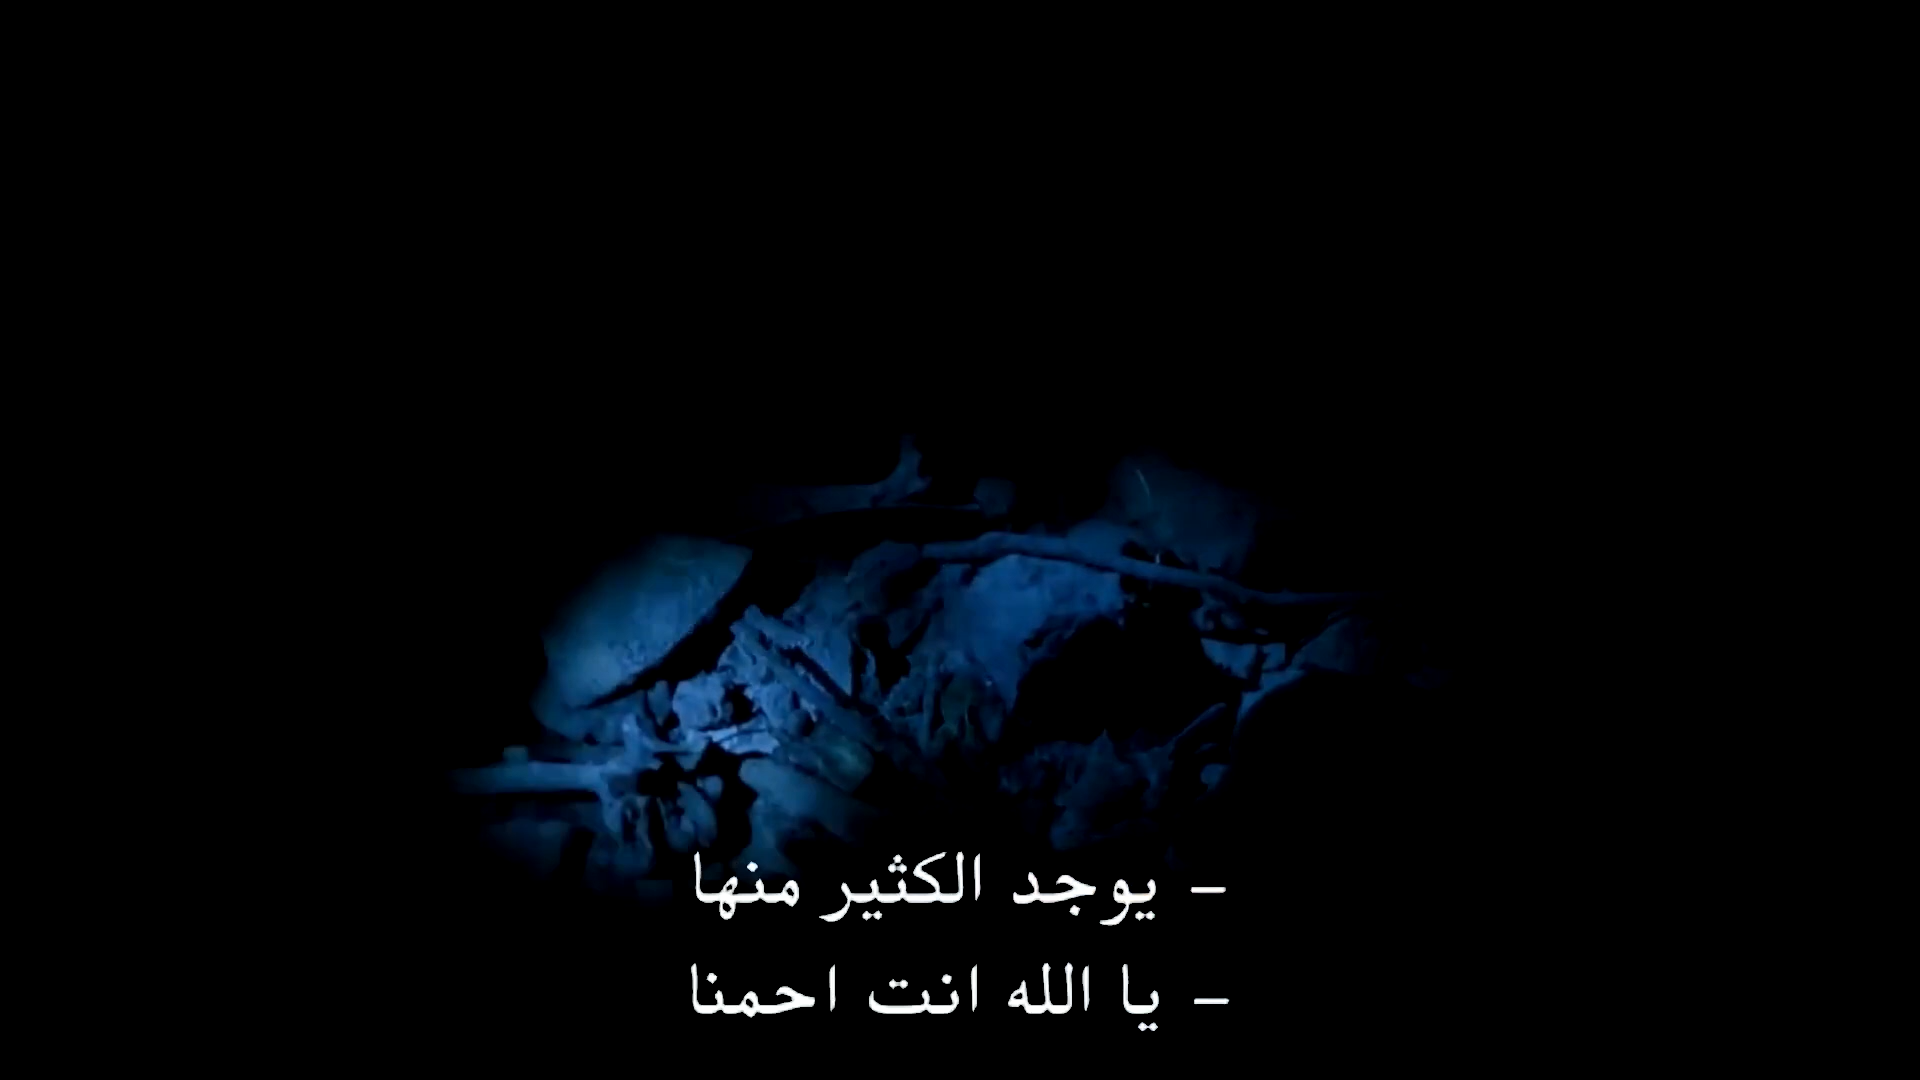 - يوجد الكثير منها
- يا الله انت احمنا